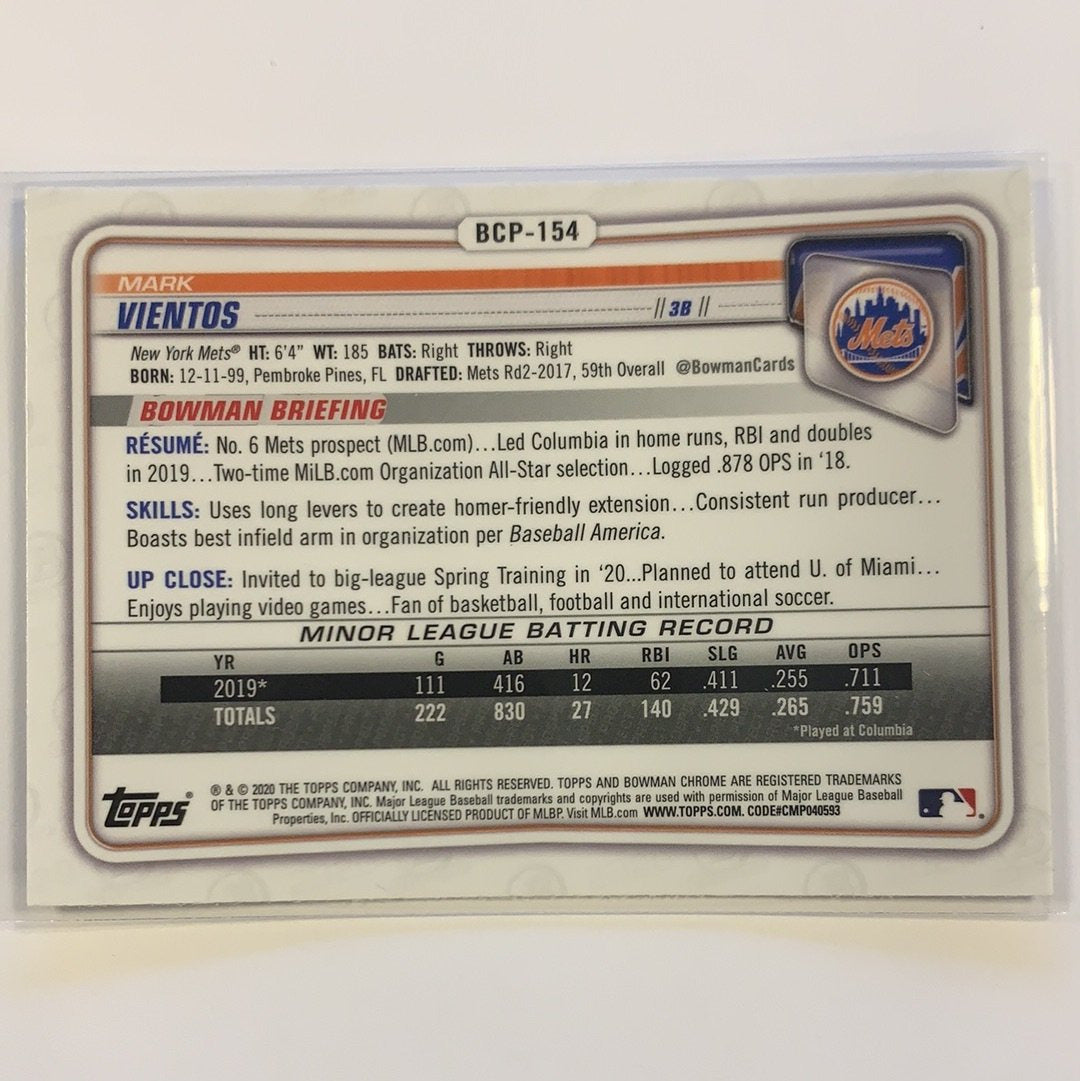 BCP-154
MARK
VIENTOS // 3B //
Mets
New York Mets® HT: 6'4" WT: 185 BATS: Right THROWS: Right
BORN: 12-11-99, Pembroke Pines, FL DRAFTED: Mets Rd2-2017, 59th Overall @BowmanCards
BOWMAN BRIEFING
RÉSUMÉ: No. 6 Mets prospect (MLB.com)...Led Columbia in home runs, RBI and doubles
in 2019...Two-time MiLB.com Organization All-Star selection...Logged .878 OPS in '18.
SKILLS: Uses long levers to create homer-friendly extension...Consistent run producer...
Boasts best infield arm in organization per Baseball America.
UP CLOSE: Invited to big-league Spring Training in '20...Planned to attend U. of Miami...
Enjoys playing video games...Fan of basketball, football and international soccer.
MINOR LEAGUE BATTING RECORD
YR G AB HR RBI SLG AVG OPS
2019* 111 416 12 62 .411 .255 .711
TOTALS 222 830 27 140 .429 .265 .759
*Played at Columbia
TOPPS®
® & © 2020 THE TOPPS COMPANY, INC. ALL RIGHTS RESERVED. TOPPS AND BOWMAN CHROME ARE REGISTERED TRADEMARKS
OF THE TOPPS COMPANY, INC. Major League Baseball trademarks and copyrights are used with permission of Major League Baseball
Properties, Inc. OFFICIALLY LICENSED PRODUCT OF MLBP. Visit MLB.com WWW.TOPPS.COM. CODE#CMP040593